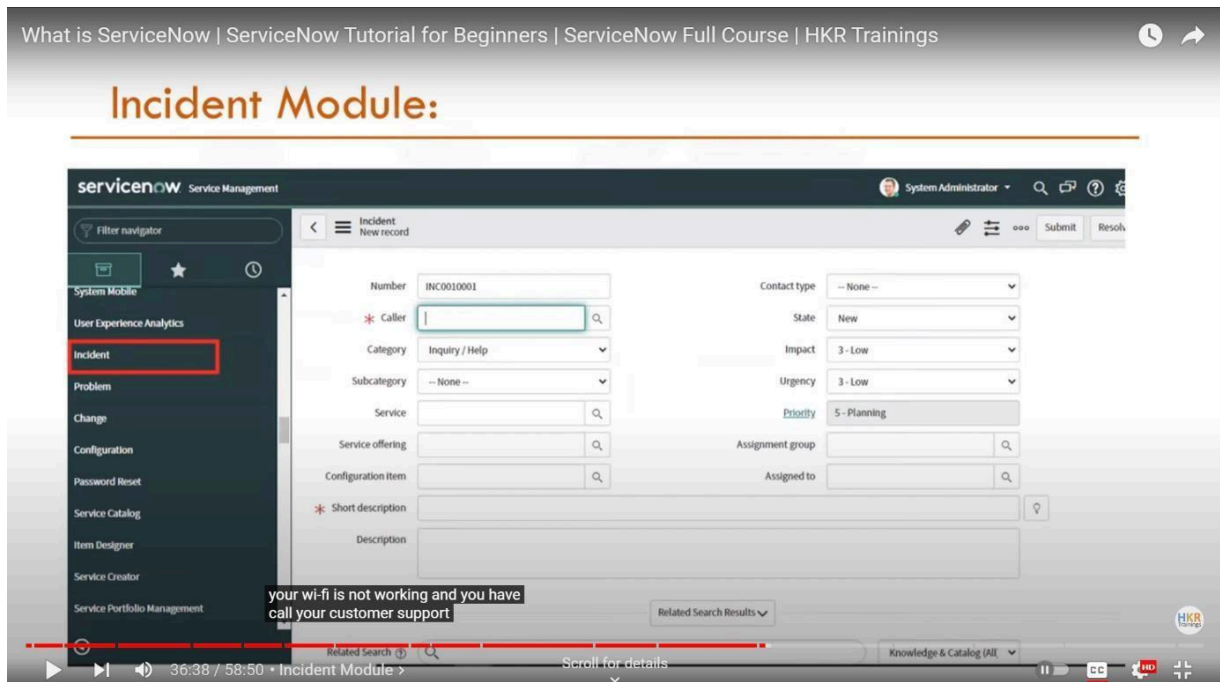 What is ServiceNow | ServiceNow Tutorial for Beginners | ServiceNow Full Course | HKR Trainings
Incident Module:
servicenow Service Management
System Administrator
Filter navigator
Incident
New record
Submit
Resolv
System Mobile
User Experience Analytics
Incident
Problem
Change
Configuration
Password Reset
Service Catalog
Item Designer
Service Creator
Service Portfolio Management
Number INC0010001
Caller
Category Inquiry / Help
Subcategory -- None --
Service
Service offering
Configuration item
Short description
Description
Contact type -- None --
State New
Impact 3 - Low
Urgency 3 - Low
Priority 5 - Planning
Assignment group
Assigned to
your wi-fi is not working and you have
call your customer support
Related Search Results
Related Search
Knowledge & Catalog (All
HKR
Trainings
36:38 / 58:50 • Incident Module >
Scroll for details
CC
HD